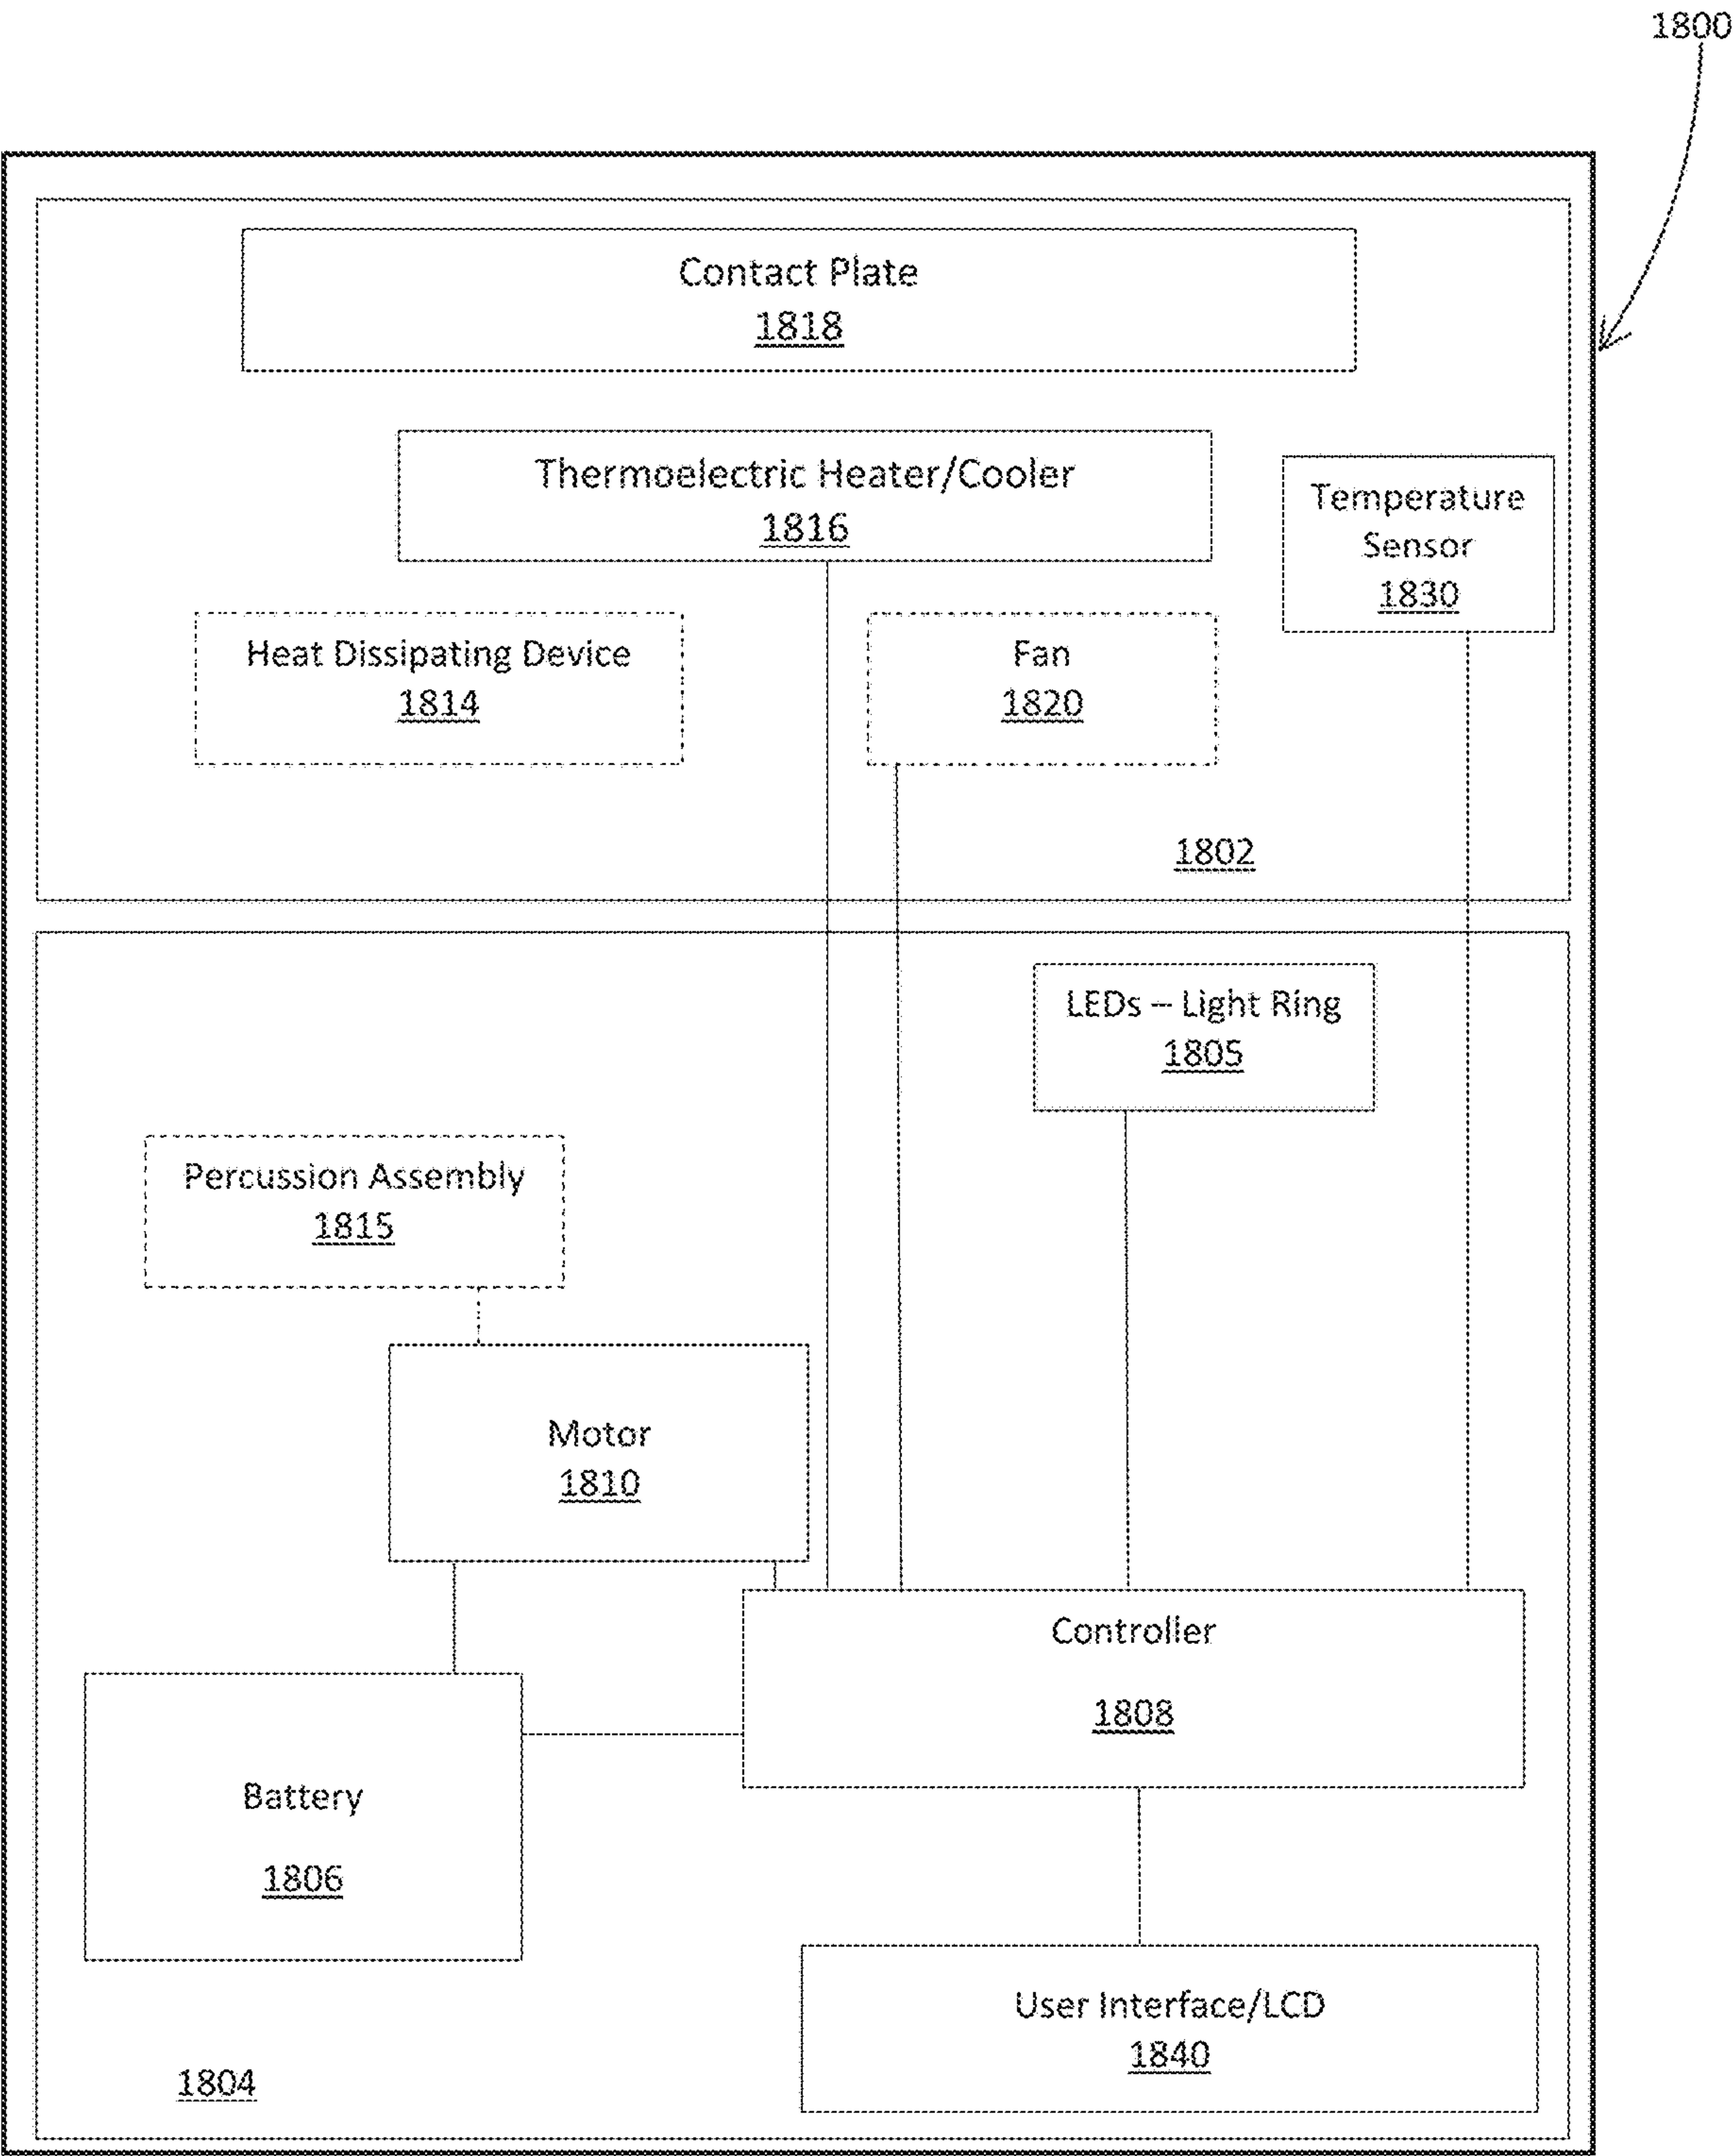 1800
Contact Plate
1818
Thermoelectric Heater/Cooler
1816
Temperature
Sensor
1830
Heat Dissipating Device
1814
Fan
1820
1802
LEDs – Light Ring
1805
Percussion Assembly
1815
Motor
1810
Controller
1808
Battery
1806
User Interface/LCD
1840
1804